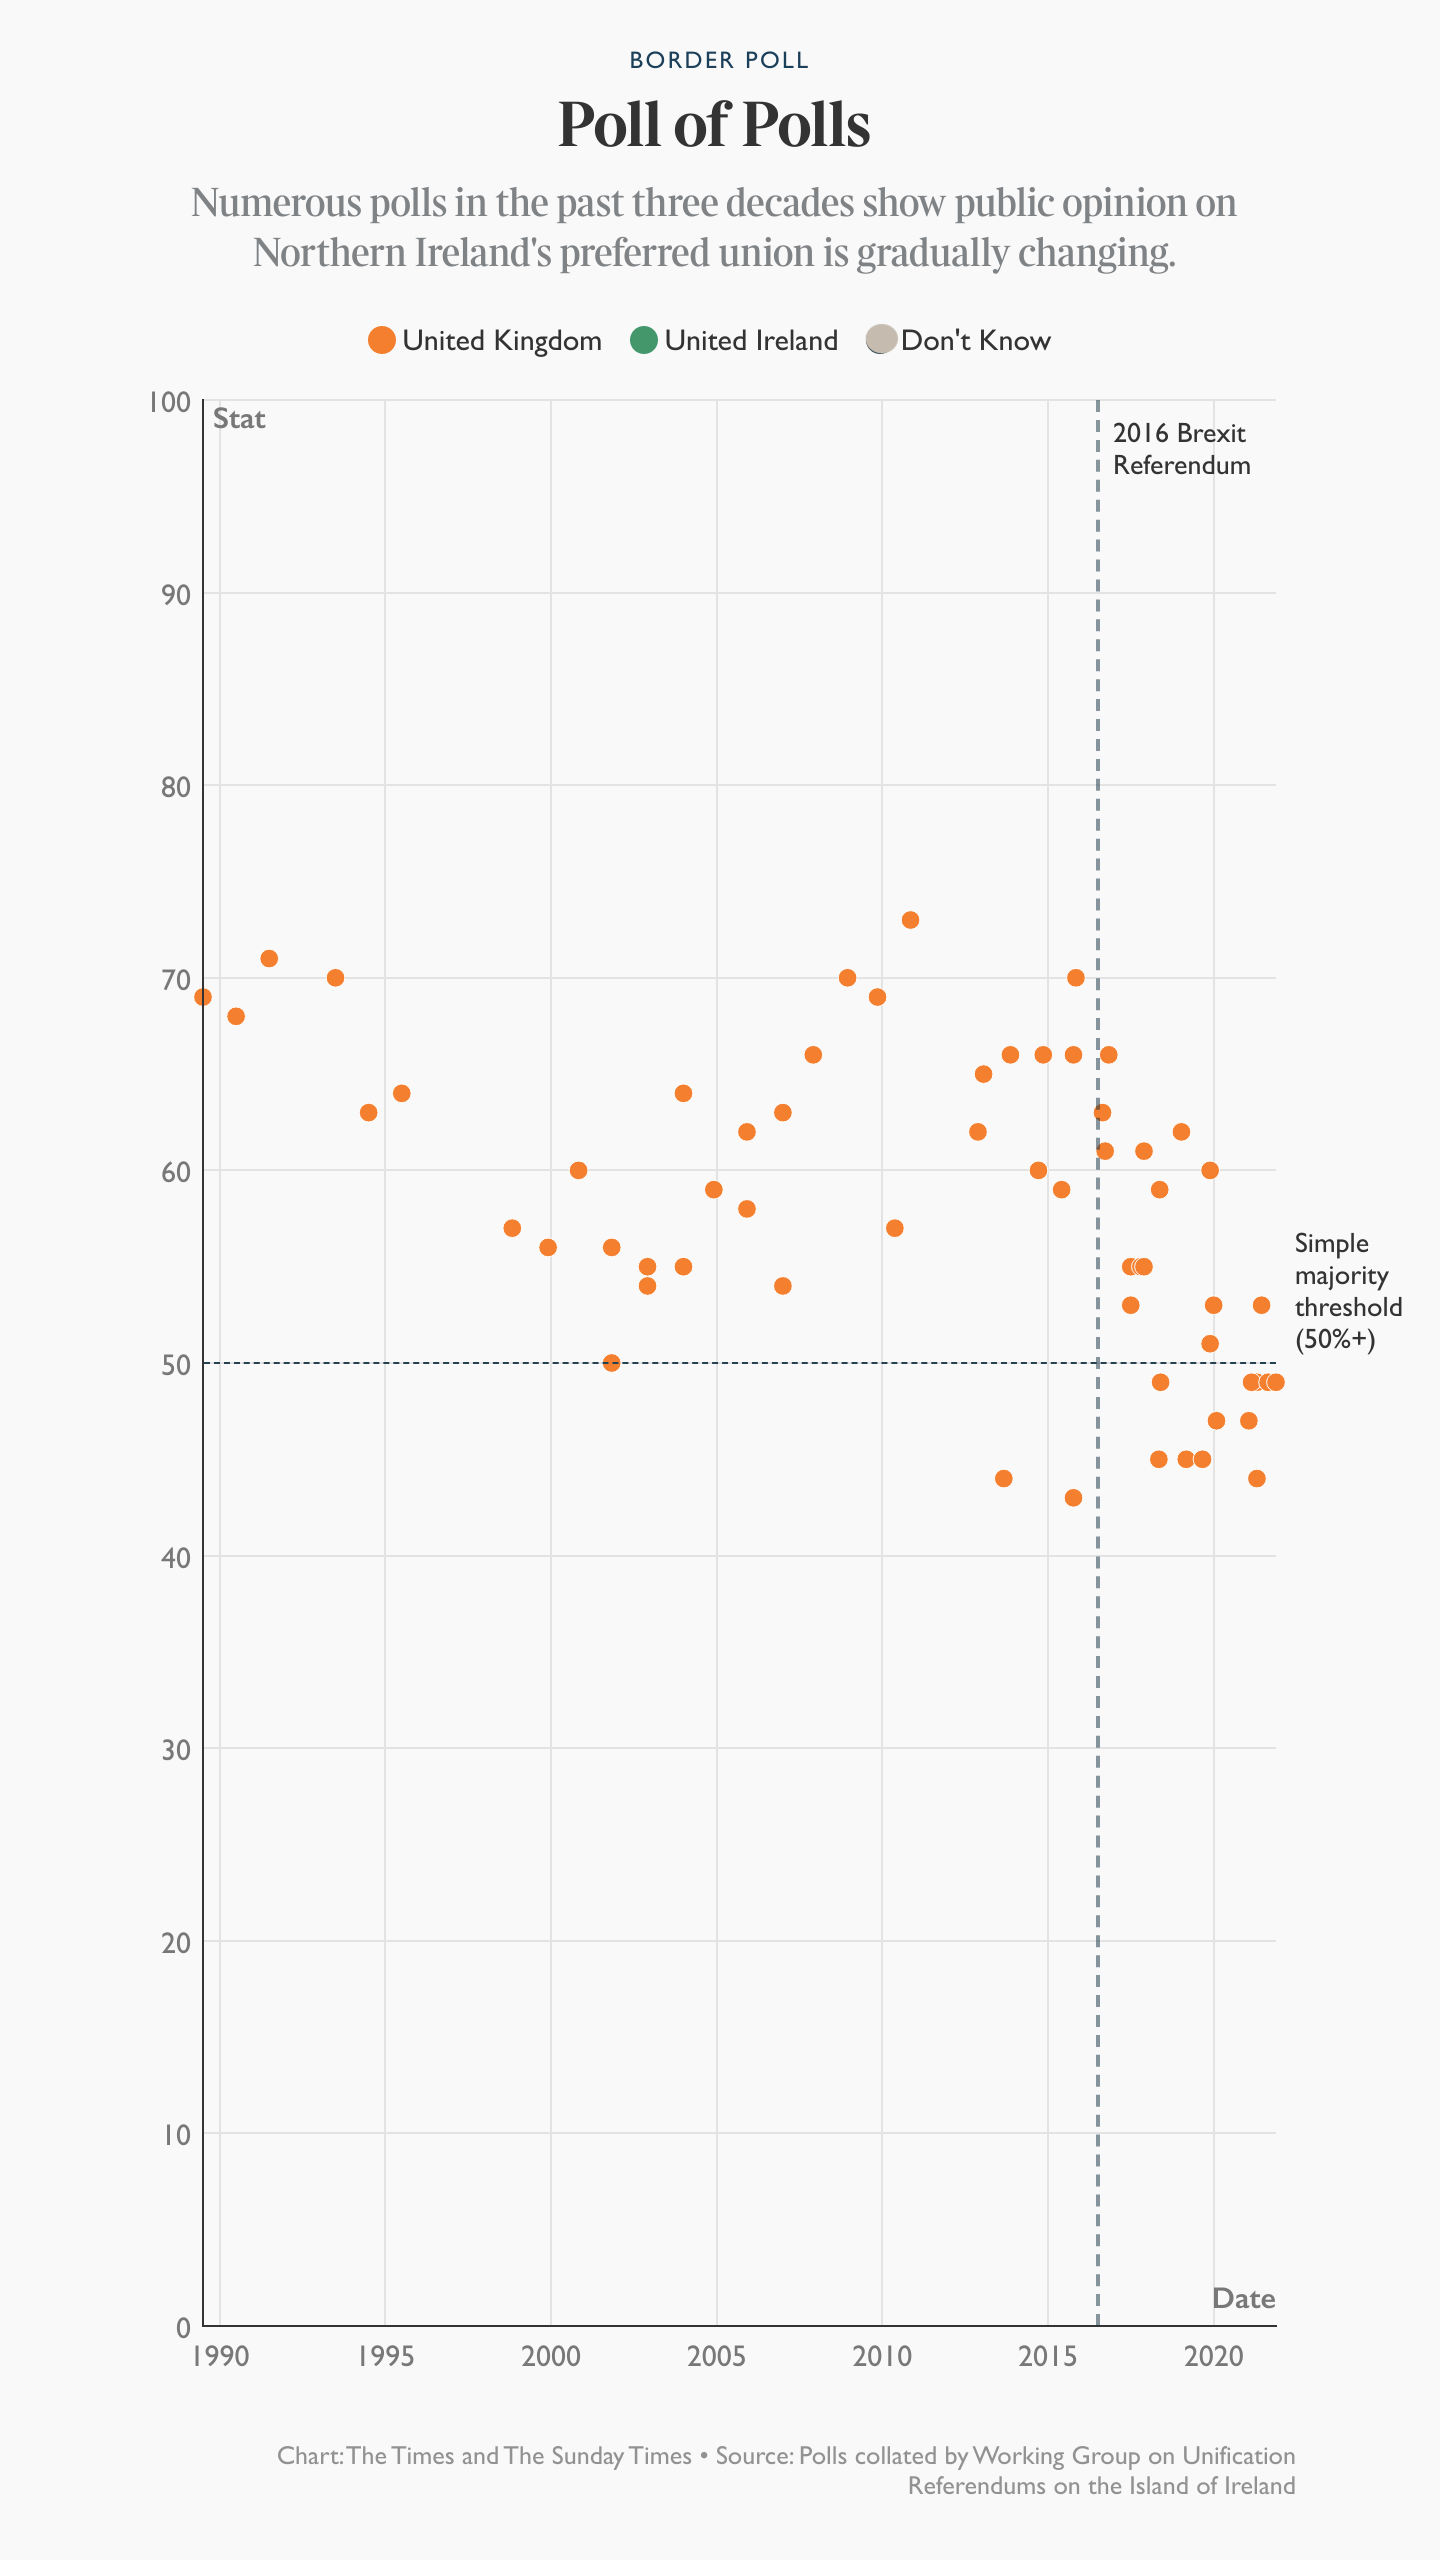 BORDER POLL
Poll of Polls
Numerous polls in the past three decades show public opinion on
Northern Ireland's preferred union is gradually changing.
United Kingdom United Ireland Don't Know
100
Stat
2016 Brexit
Referendum
90
80
70
60
Simple
majority
threshold
(50%+)
50
40
30
20
10
Date
0
1990 1995 2000 2005 2010 2015 2020
Chart: The Times and The Sunday Times • Source: Polls collated by Working Group on Unification
Referendums on the Island of Ireland